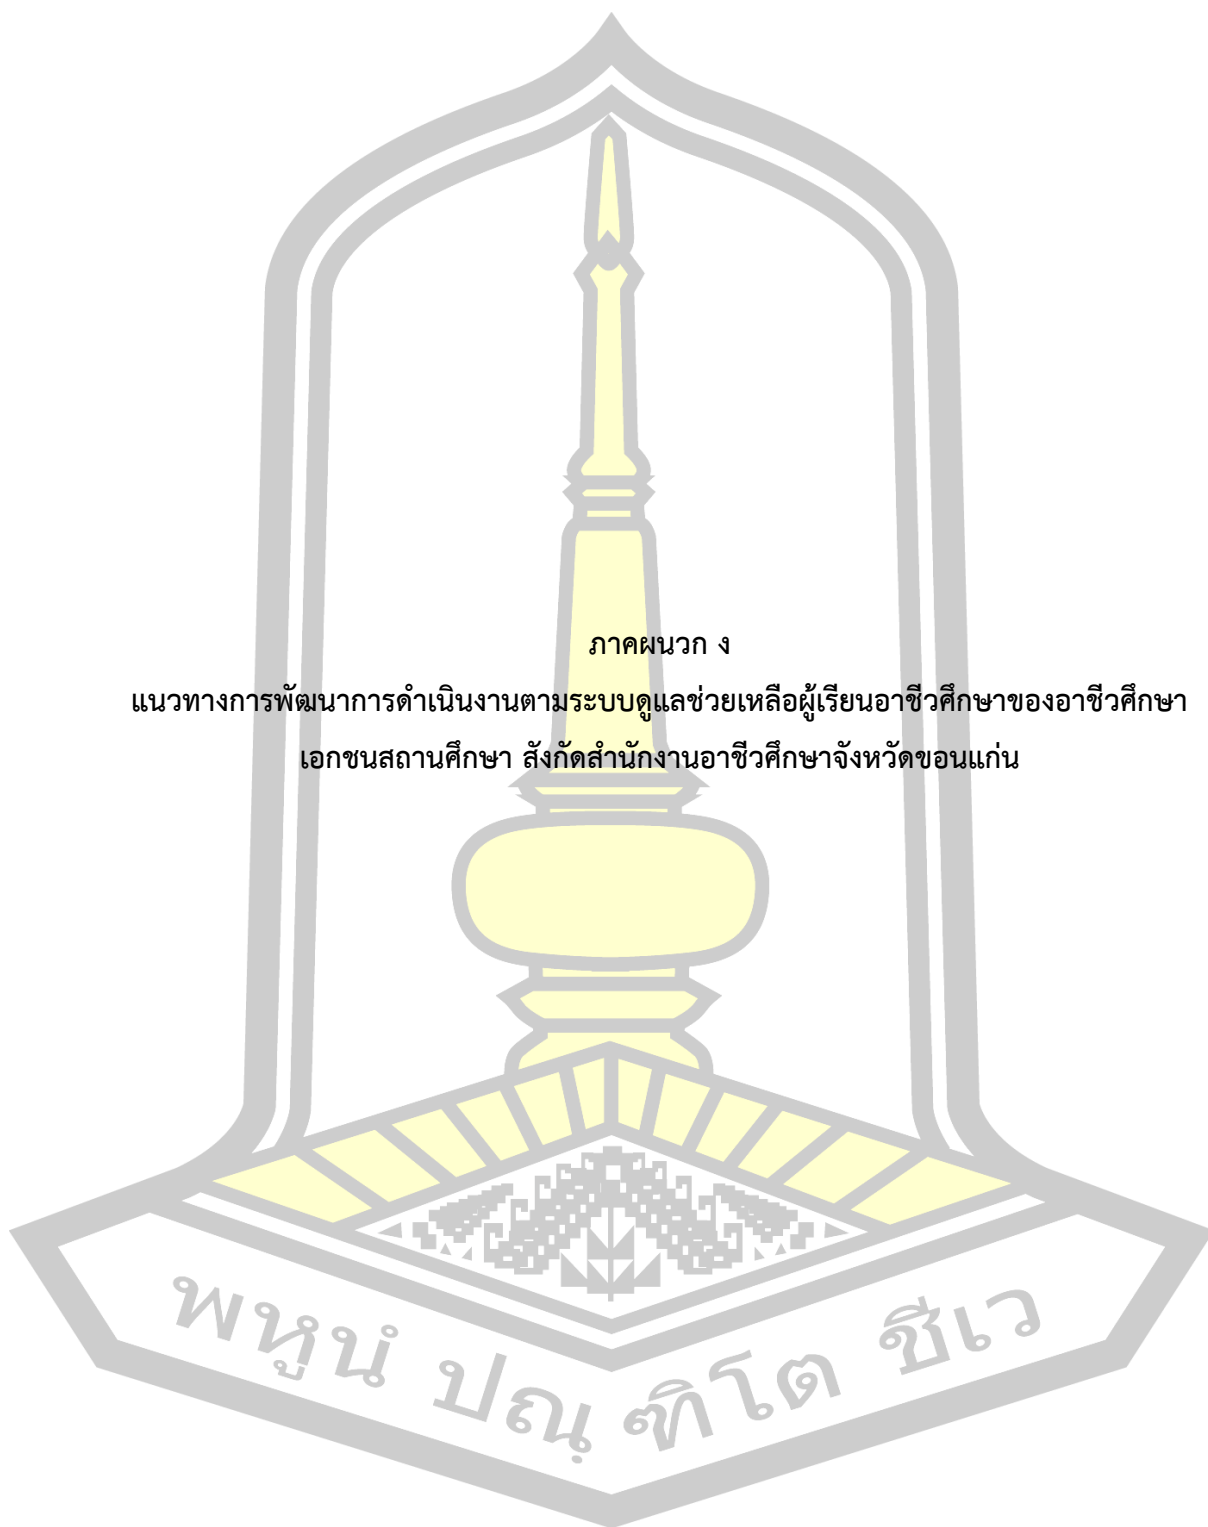 ภาคผนวก ง
แนวทางการพัฒนาการดำเนินงานตามระบบดูแลช่วยเหลือผู้เรียนอาชีวศึกษาของอาชีวศึกษา
เอกชนสถานศึกษา สังกัดสำนักงานอาชีวศึกษาจังหวัดขอนแก่น
พหูนํ ปณฺฑิโต ชีเว